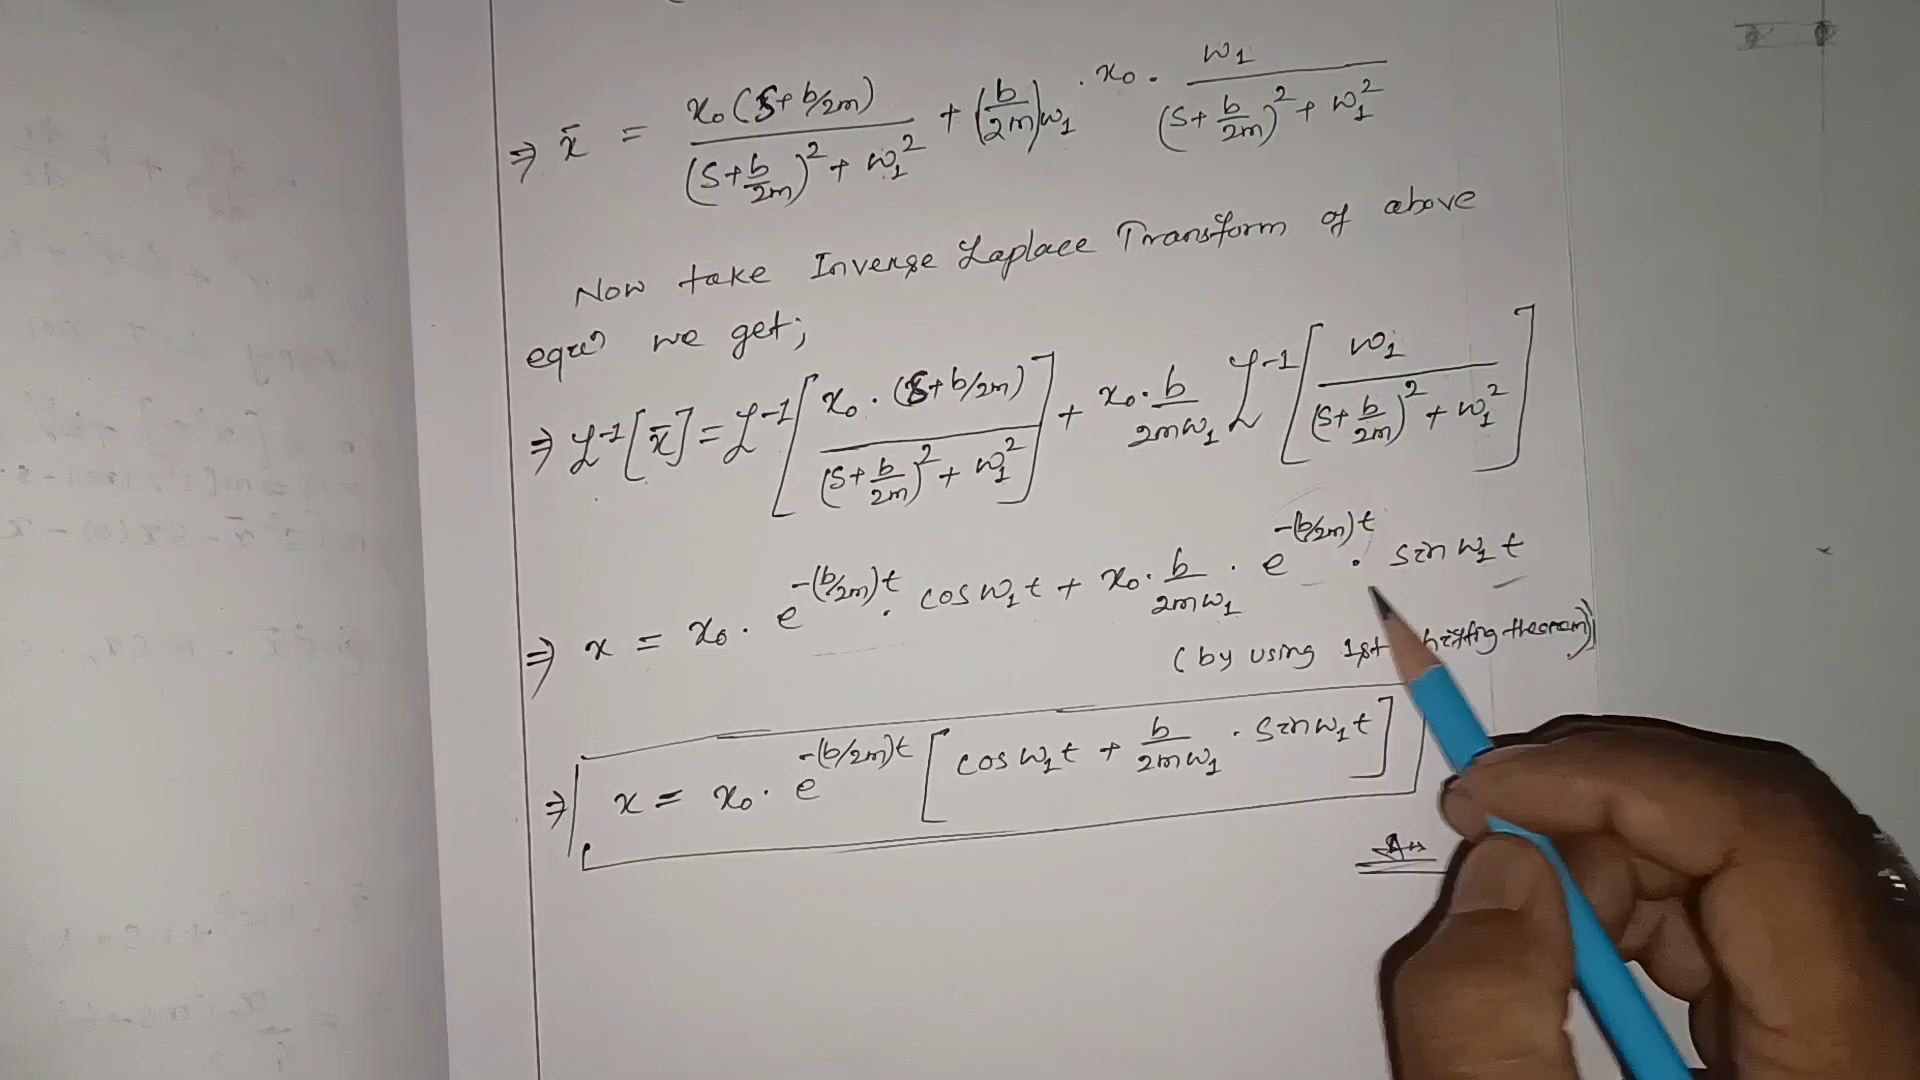 ⇒ x̄ = x₀(s+b/2m) / ((s+b/2m)² + ω₁²) + (b/2m)ω₁ · x₀ · ω₁ / ((s+b/2m)² + ω₁²)
Now take Inverse Laplace Transform of above
equⁿ we get;
⇒ ℒ⁻¹[x̄] = ℒ⁻¹[x₀ · (s+b/2m) / ((s+b/2m)² + ω₁²)] + x₀ · b/2mω₁ ℒ⁻¹[ω₁ / ((s+b/2m)² + ω₁²)]
⇒ x = x₀ · e^{-(b/2m)t} · cos ω₁t + x₀ · b/2mω₁ · e^{-(b/2m)t} · sin ω₁t
(by using 1st theorem)
⇒ x = x₀ · e^{-(b/2m)t} [cos ω₁t + b/2mω₁ · sin ω₁t]